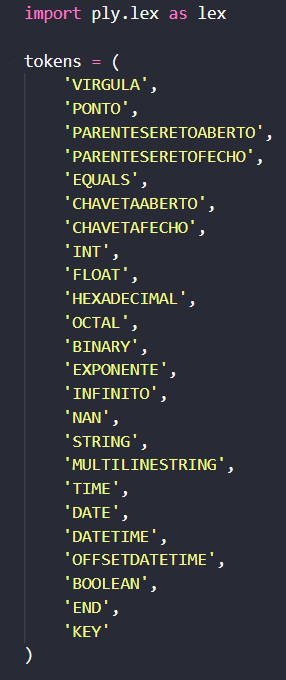 import ply.lex as lex
tokens = (
'VIRGULA',
'PONTO',
'PARENTESERETOABERTO',
'PARENTESERETOFECHO',
'EQUALS',
'CHAVETAABERTO',
'CHAVETAFECHO',
'INT',
'FLOAT',
'HEXADECIMAL',
'OCTAL',
'BINARY',
'EXPONENTE',
'INFINITO',
'NAN',
'STRING',
'MULTILINESTRING',
'TIME',
'DATE',
'DATETIME',
'OFFSETDATETIME',
'BOOLEAN',
'END',
'KEY'
)